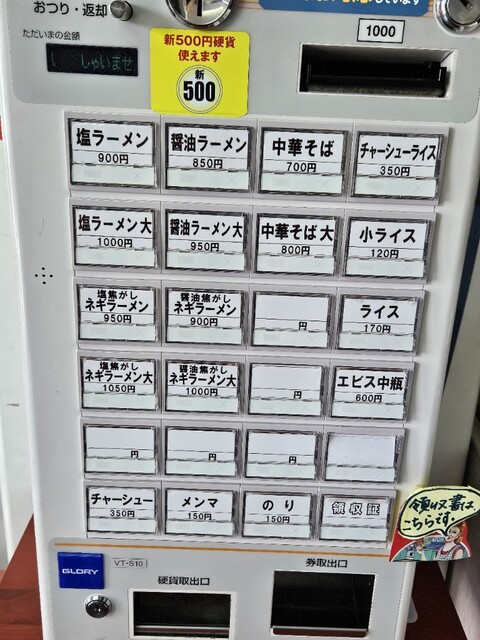 おつり・返却
ただいまの金額
しゃいませ
新500円硬貨
使えます
新
500
1000
塩ラーメン
900円
醤油ラーメン
850円
中華そば
700円
チャーシューライス
350円
塩ラーメン大
1000円
醤油ラーメン大
950円
中華そば大
800円
小ライス
120円
塩焦がし
ネギラーメン
950円
醤油焦がし
ネギラーメン
900円
円
ライス
170円
塩焦がし
ネギラーメン大
1050円
醤油焦がし
ネギラーメン大
1000円
円
エビス中瓶
600円
円
円
円
チャーシュー
350円
メンマ
150円
のり
150円
領収証
領収書は
こちらです.
GLORY
VT-S10
硬貨取出口
券取出口